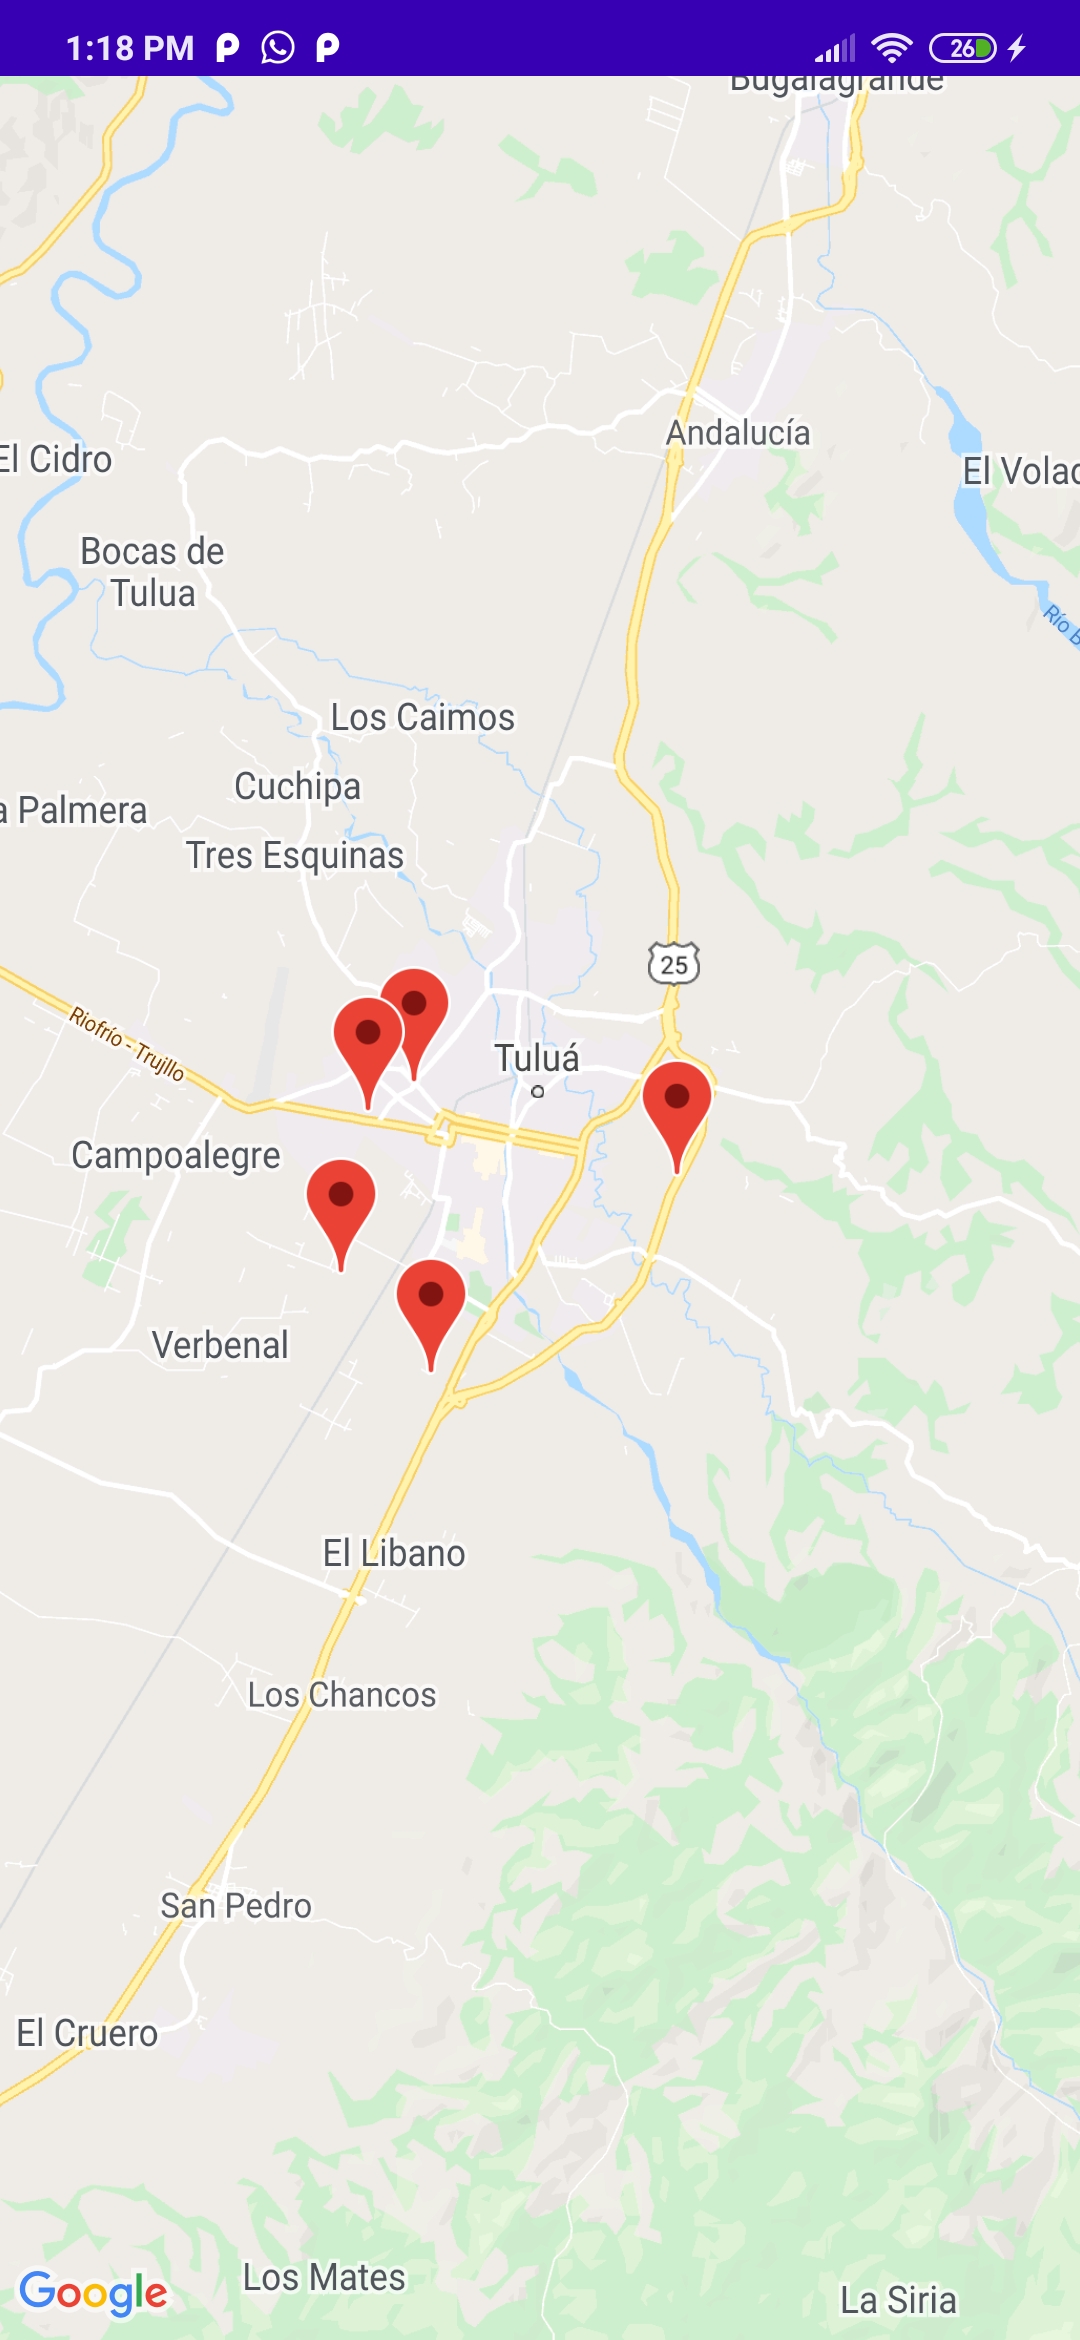 1:18 PM
26
Bugalagrande
Andalucía
El Cidro
El Volad
Bocas de
Tulua
Río B
Los Caimos
Cuchipa
a Palmera
Tres Esquinas
25
Riofrío - Trujillo
Tuluá
Campoalegre
Verbenal
El Libano
Los Chancos
San Pedro
El Cruero
Los Mates
Google
La Siria